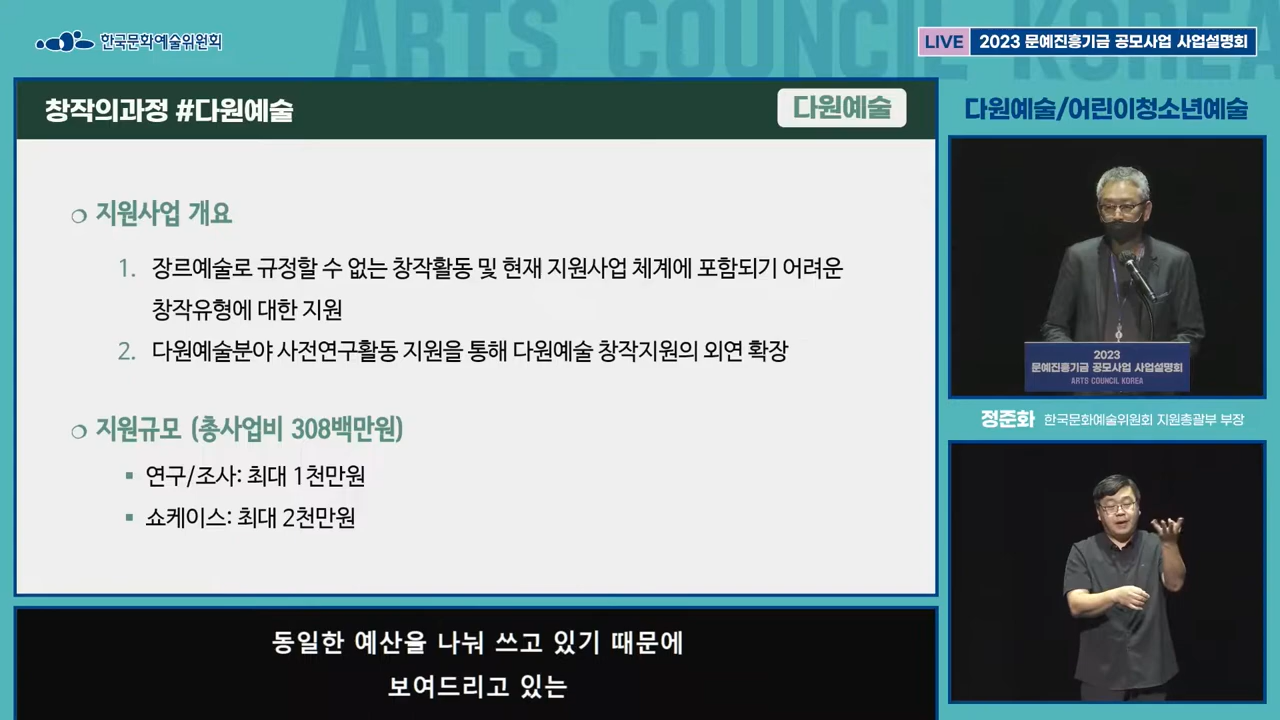 ARTS COUNCIL KOREA
한국문화예술위원회
LIVE 2023 문예진흥기금 공모사업 사업설명회
창작의과정 #다원예술
다원예술
❍ 지원사업 개요
1. 장르예술로 규정할 수 없는 창작활동 및 현재 지원사업 체계에 포함되기 어려운
창작유형에 대한 지원
2. 다원예술분야 사전연구활동 지원을 통해 다원예술 창작지원의 외연 확장
❍ 지원규모 (총사업비 308백만원)
▪ 연구/조사: 최대 1천만원
▪ 쇼케이스: 최대 2천만원
동일한 예산을 나눠 쓰고 있기 때문에
보여드리고 있는
다원예술/어린이청소년예술
2023
문예진흥기금 공모사업 사업설명회
ARTS COUNCIL KOREA
정준화 한국문화예술위원회 지원총괄부 부장